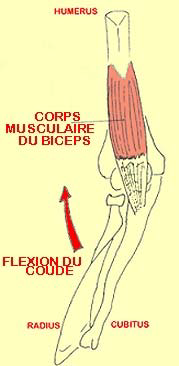 HUMERUS
CORPS
MUSCULAIRE
DU BICEPS
FLEXION DU
COUDE
RADIUS
CUBITUS